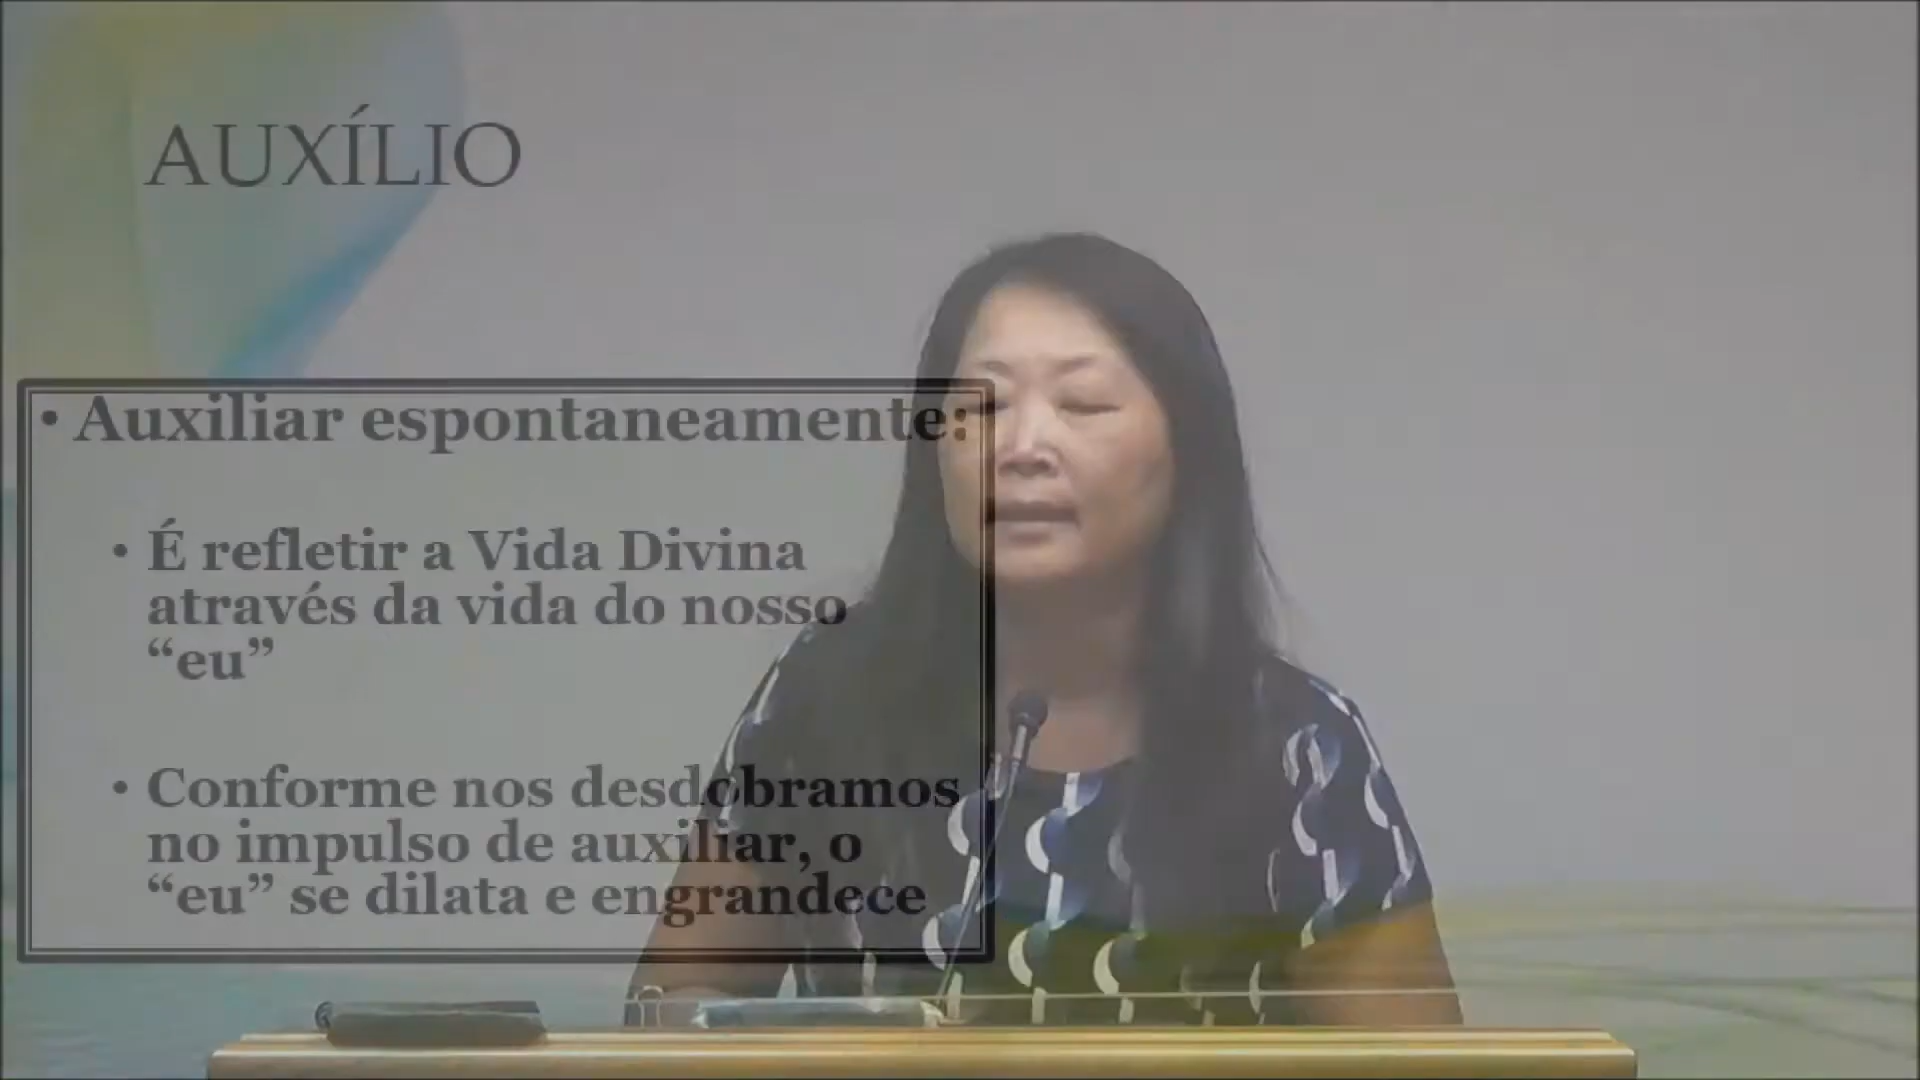 AUXÍLIO
• Auxiliar espontaneamente:
• É refletir a Vida Divina
através da vida do nosso
“eu”
• Conforme nos desdobramos
no impulso de auxiliar, o
“eu” se dilata e engrandece